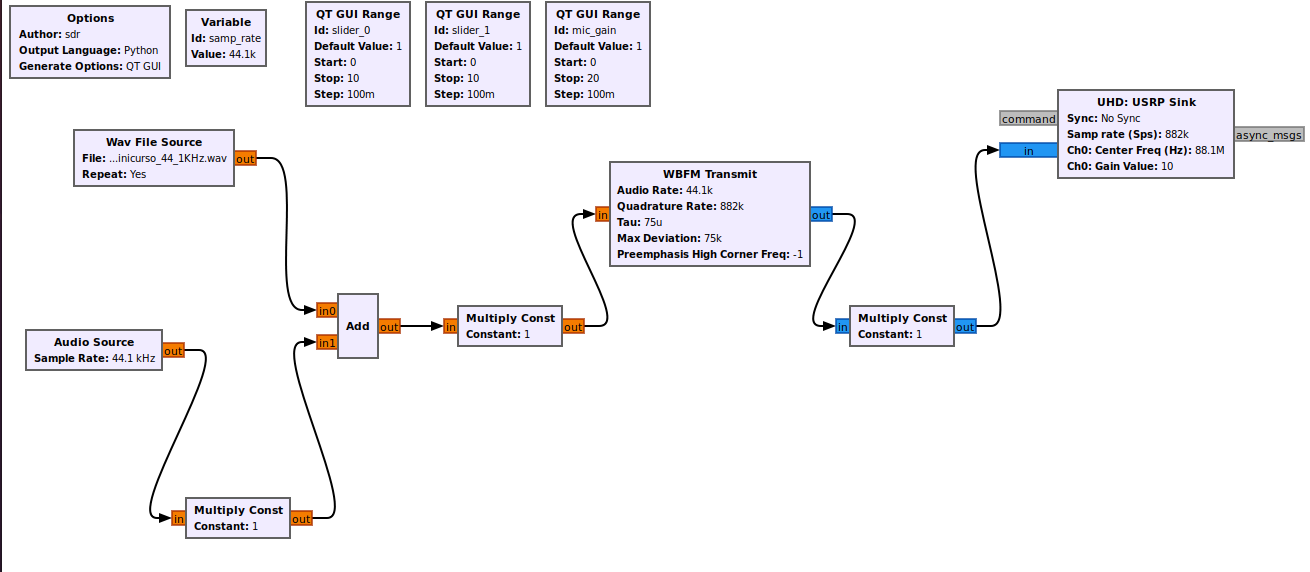 Options
Author: sdr
Output Language: Python
Generate Options: QT GUI
Variable
Id: samp_rate
Value: 44.1k
QT GUI Range
Id: slider_0
Default Value: 1
Start: 0
Stop: 10
Step: 100m
QT GUI Range
Id: slider_1
Default Value: 1
Start: 0
Stop: 10
Step: 100m
QT GUI Range
Id: mic_gain
Default Value: 1
Start: 0
Stop: 20
Step: 100m
Wav File Source
File: ...inicurso_44_1KHz.wav
Repeat: Yes
out
Audio Source
Sample Rate: 44.1 kHz
out
in
Multiply Const
Constant: 1
out
in0
in1
Add
out
in
Multiply Const
Constant: 1
out
in
WBFM Transmit
Audio Rate: 44.1k
Quadrature Rate: 882k
Tau: 75u
Max Deviation: 75k
Preemphasis High Corner Freq: -1
out
in
Multiply Const
Constant: 1
out
command
in
UHD: USRP Sink
Sync: No Sync
Samp rate (Sps): 882k
Ch0: Center Freq (Hz): 88.1M
Ch0: Gain Value: 10
async_msgs